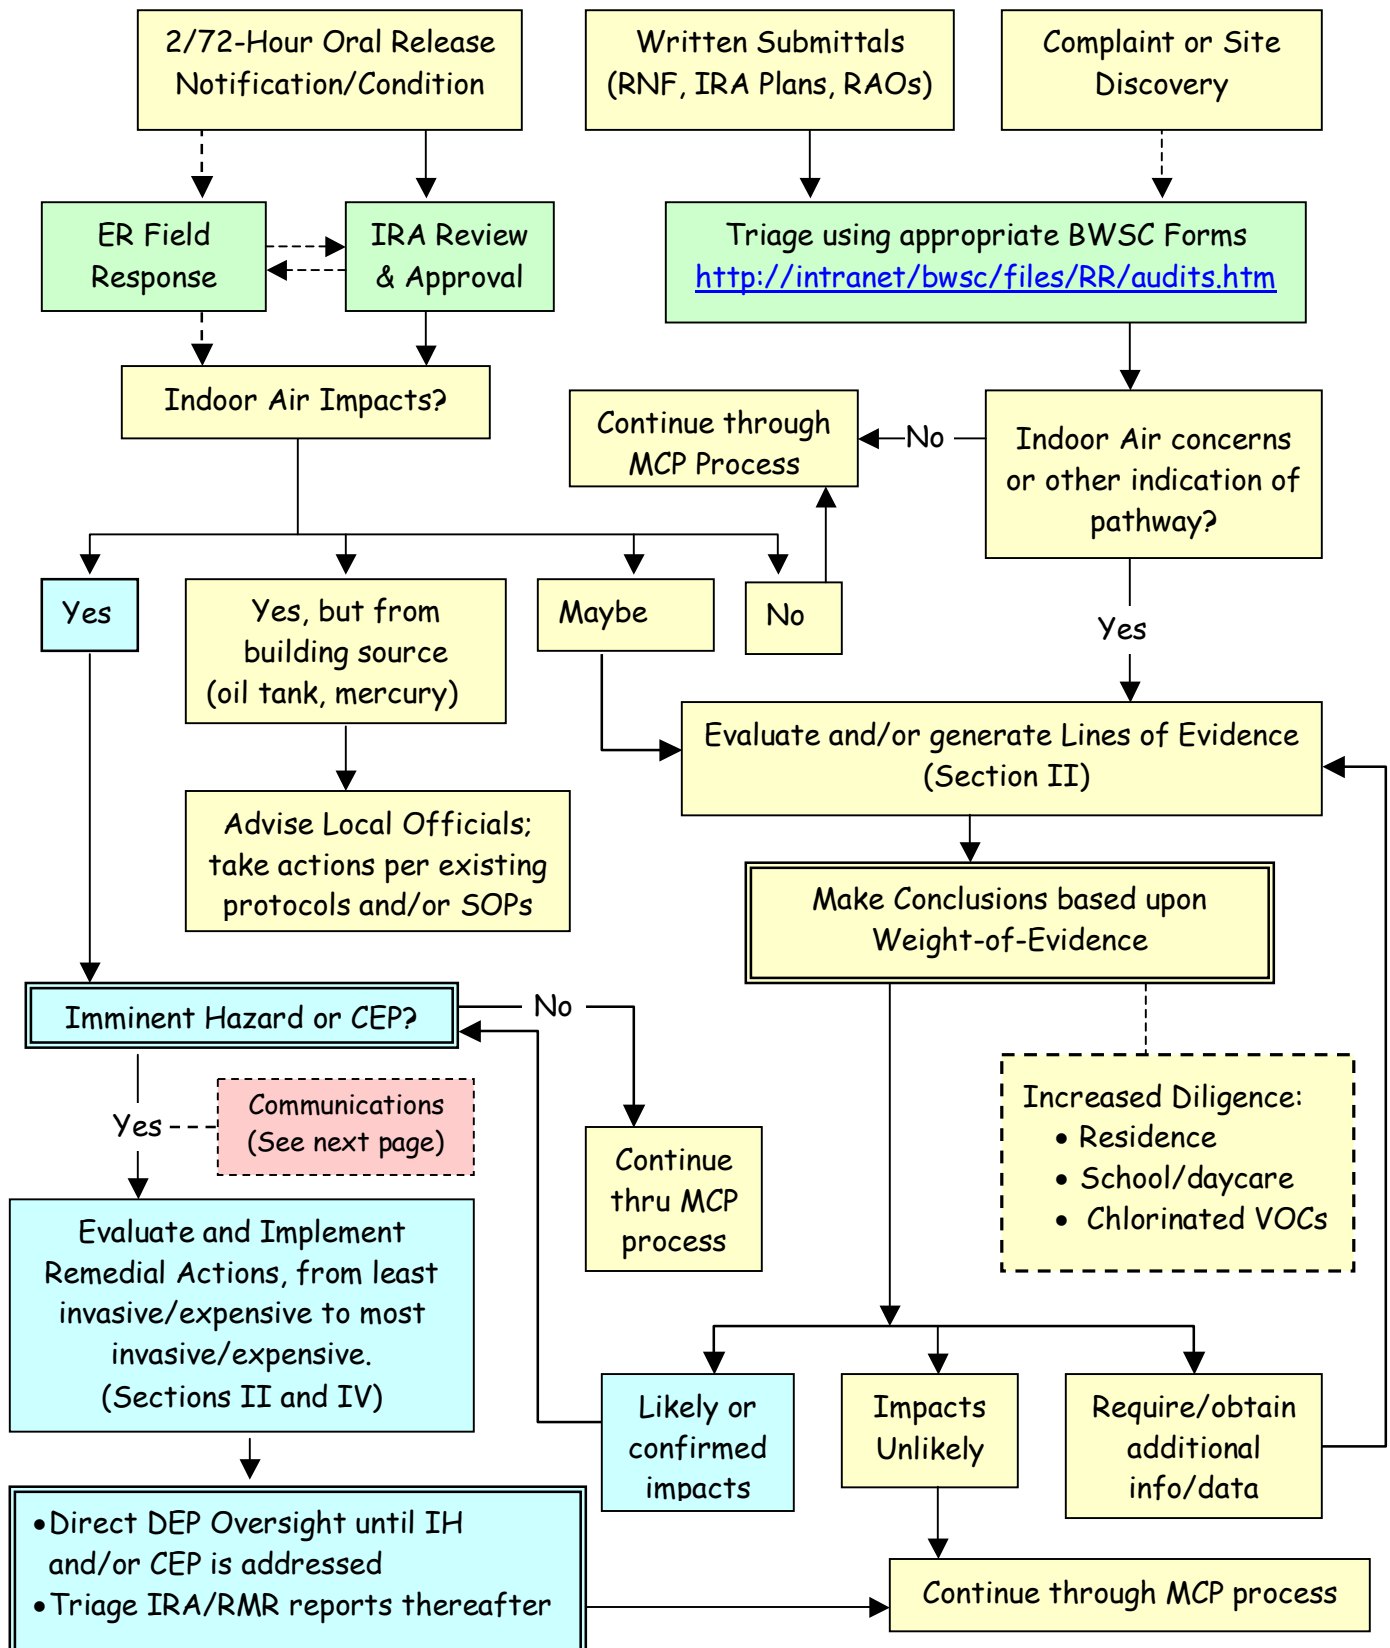 2/72-Hour Oral Release
Notification/Condition
Written Submittals
(RNF, IRA Plans, RAOs)
Complaint or Site
Discovery
ER Field
Response
IRA Review
& Approval
Triage using appropriate BWSC Forms
http://intranet/bwsc/files/RR/audits.htm
Indoor Air Impacts?
Continue through
MCP Process
No
Indoor Air concerns
or other indication of
pathway?
Yes
Yes, but from
building source
(oil tank, mercury)
Maybe
No
Yes
Evaluate and/or generate Lines of Evidence
(Section II)
Advise Local Officials;
take actions per existing
protocols and/or SOPs
Make Conclusions based upon
Weight-of-Evidence
Imminent Hazard or CEP?
No
Communications
(See next page)
Yes
Increased Diligence:
• Residence
• School/daycare
• Chlorinated VOCs
Continue
thru MCP
process
Evaluate and Implement
Remedial Actions, from least
invasive/expensive to most
invasive/expensive.
(Sections II and IV)
Likely or
confirmed
impacts
Impacts
Unlikely
Require/obtain
additional
info/data
• Direct DEP Oversight until IH
and/or CEP is addressed
• Triage IRA/RMR reports thereafter
Continue through MCP process